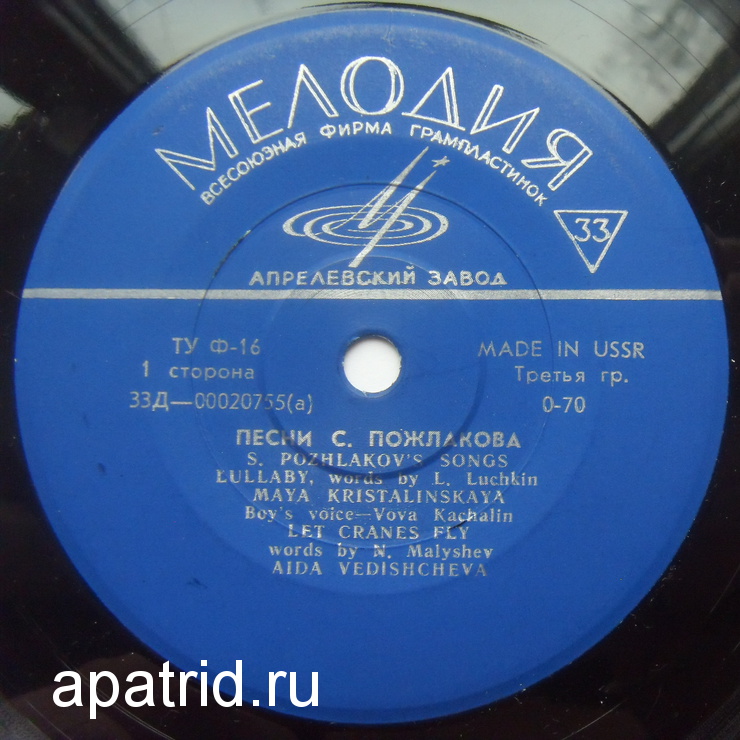 МЕЛОДИЯ
ВСЕСОЮЗНАЯ ФИРМА ГРАМПЛАСТИНОК
33
АПРЕЛЕВСКИЙ ЗАВОД
ТУ Ф-16
MADE IN USSR
1 сторона
Третья гр.
33Д—00020755(а)
0-70
ПЕСНИ С. ПОЖЛАКОВА
S. POZHLAKOV'S SONGS
LULLABY, words by L. Luchkin
MAYA KRISTALINSKAYA
Boy's voice—Vova Kachalin
LET CRANES FLY
words by N. Malyshev
AIDA VEDISHCHEVA
apatrid.ru